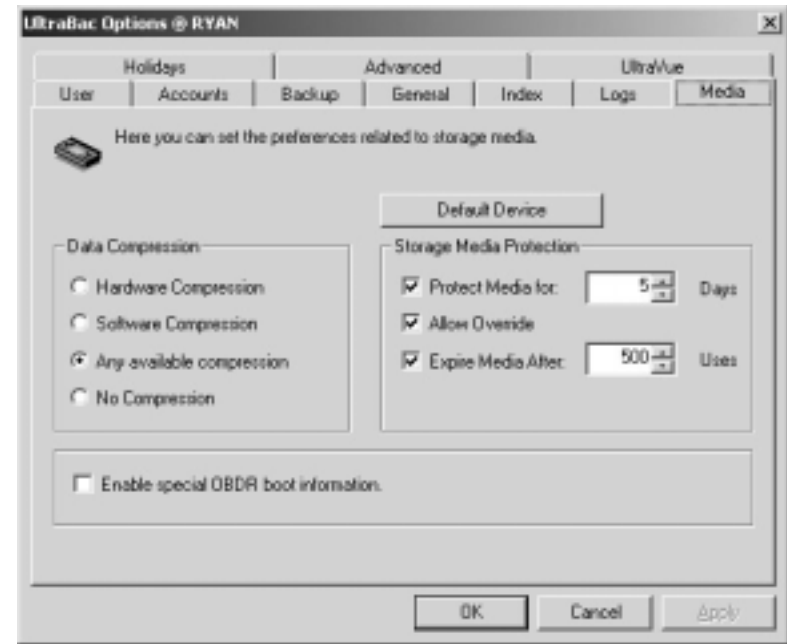 UltraBac Options @ RYAN
Holidays Advanced UltraVue
User Accounts Backup General Index Logs Media
Here you can set the preferences related to storage media.
Default Device
Data Compression
Hardware Compression
Software Compression
Any available compression
No Compression
Storage Media Protection
Protect Media for: 5 Days
Allow Override
Expire Media After: 500 Uses
Enable special OBDR boot information.
OK Cancel Apply